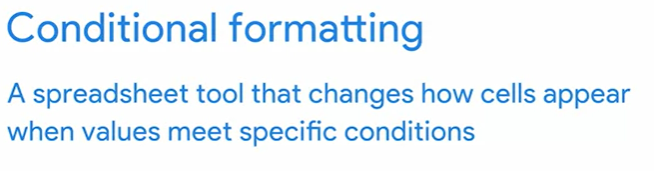 Conditional formatting
A spreadsheet tool that changes how cells appear
when values meet specific conditions